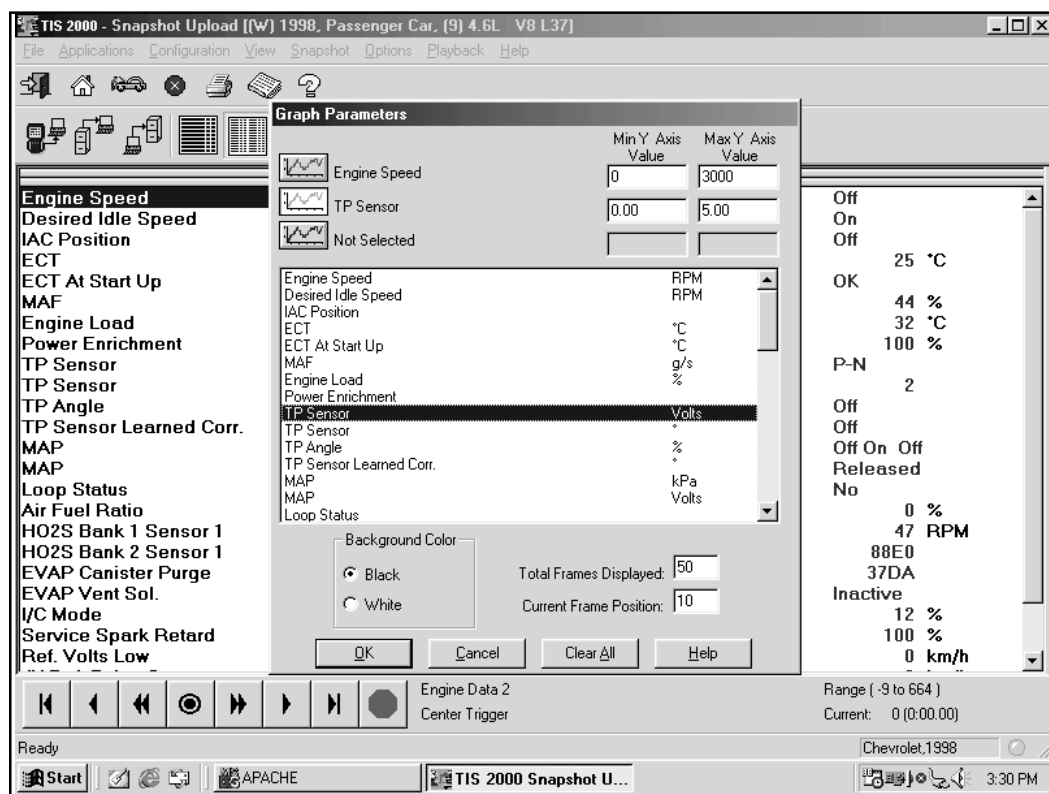 TIS 2000 - Snapshot Upload [(W) 1998, Passenger Car, (9) 4.6L V8 L37]
File Applications Configuration View Snapshot Options Playback Help
Graph Parameters
Min Y Axis Value
Max Y Axis Value
Engine Speed 0 3000
TP Sensor 0.00 5.00
Not Selected
Engine Speed RPM
Desired Idle Speed RPM
IAC Position
ECT °C
ECT At Start Up °C
MAF g/s
Engine Load %
Power Enrichment
TP Sensor Volts
TP Sensor °
TP Angle %
TP Sensor Learned Corr. °
MAP kPa
MAP Volts
Loop Status
Background Color
Black
White
Total Frames Displayed: 50
Current Frame Position: 10
OK Cancel Clear All Help
Engine Speed Off
Desired Idle Speed On
IAC Position Off
ECT 25 °C
ECT At Start Up OK
MAF 44 %
Engine Load 32 °C
Power Enrichment 100 %
TP Sensor P-N
TP Sensor 2
TP Angle Off
TP Sensor Learned Corr. Off
MAP Off On Off
MAP Released
Loop Status No
Air Fuel Ratio 0 %
HO2S Bank 1 Sensor 1 47 RPM
HO2S Bank 2 Sensor 1 88E0
EVAP Canister Purge 37DA
EVAP Vent Sol. Inactive
I/C Mode 12 %
Service Spark Retard 100 %
Ref. Volts Low 0 km/h
Engine Data 2
Center Trigger
Range ( -9 to 664 )
Current: 0 (0:00.00)
Ready
Chevrolet,1998
Start APACHE TIS 2000 Snapshot U... 3:30 PM